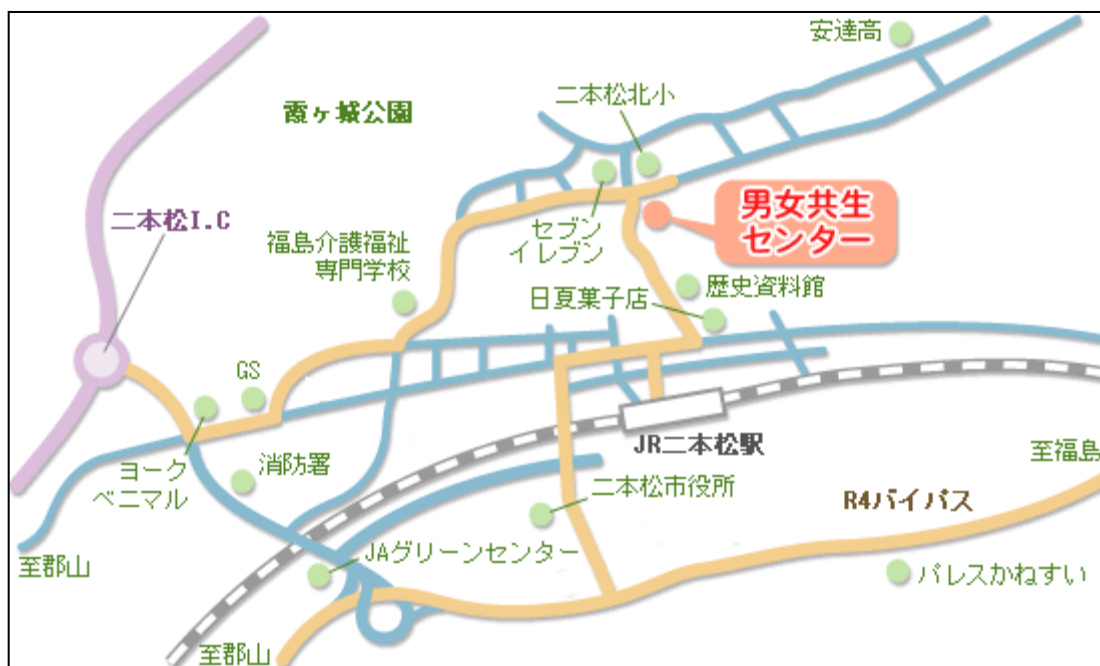 安達高
二本松北小
霞ヶ城公園
男女共生
センター
二本松I.C
セブン
イレブン
福島介護福祉
専門学校
歴史資料館
日夏菓子店
GS
JR二本松駅
至福島
ヨーク
ベニマル
消防署
二本松市役所
R4バイパス
至郡山
JAグリーンセンター
パレスかねすい
至郡山